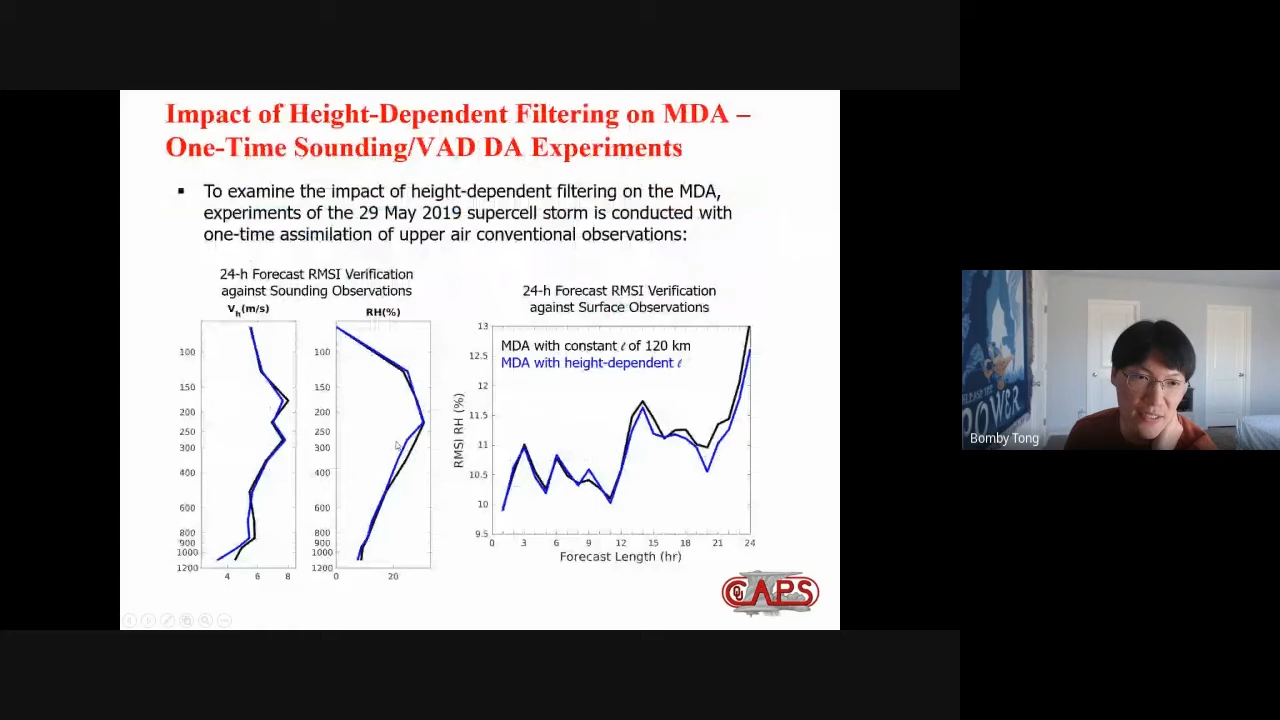 Impact of Height-Dependent Filtering on MDA –
One-Time Sounding/VAD DA Experiments
▪ To examine the impact of height-dependent filtering on the MDA,
experiments of the 29 May 2019 supercell storm is conducted with
one-time assimilation of upper air conventional observations:
24-h Forecast RMSI Verification
against Sounding Observations
Vh(m/s)
100
150
200
250
300
400
600
800
900
1000
1200
4 6 8
RH(%)
100
150
200
250
300
400
600
800
900
1000
1200
0 20
24-h Forecast RMSI Verification
against Surface Observations
MDA with constant ℓ of 120 km
MDA with height-dependent ℓ
RMSI RH (%)
13
12.5
12
11.5
11
10.5
10
9.5
0 3 6 9 12 15 18 21 24
Forecast Length (hr)
OU
CAPS
POWER
Bomby Tong